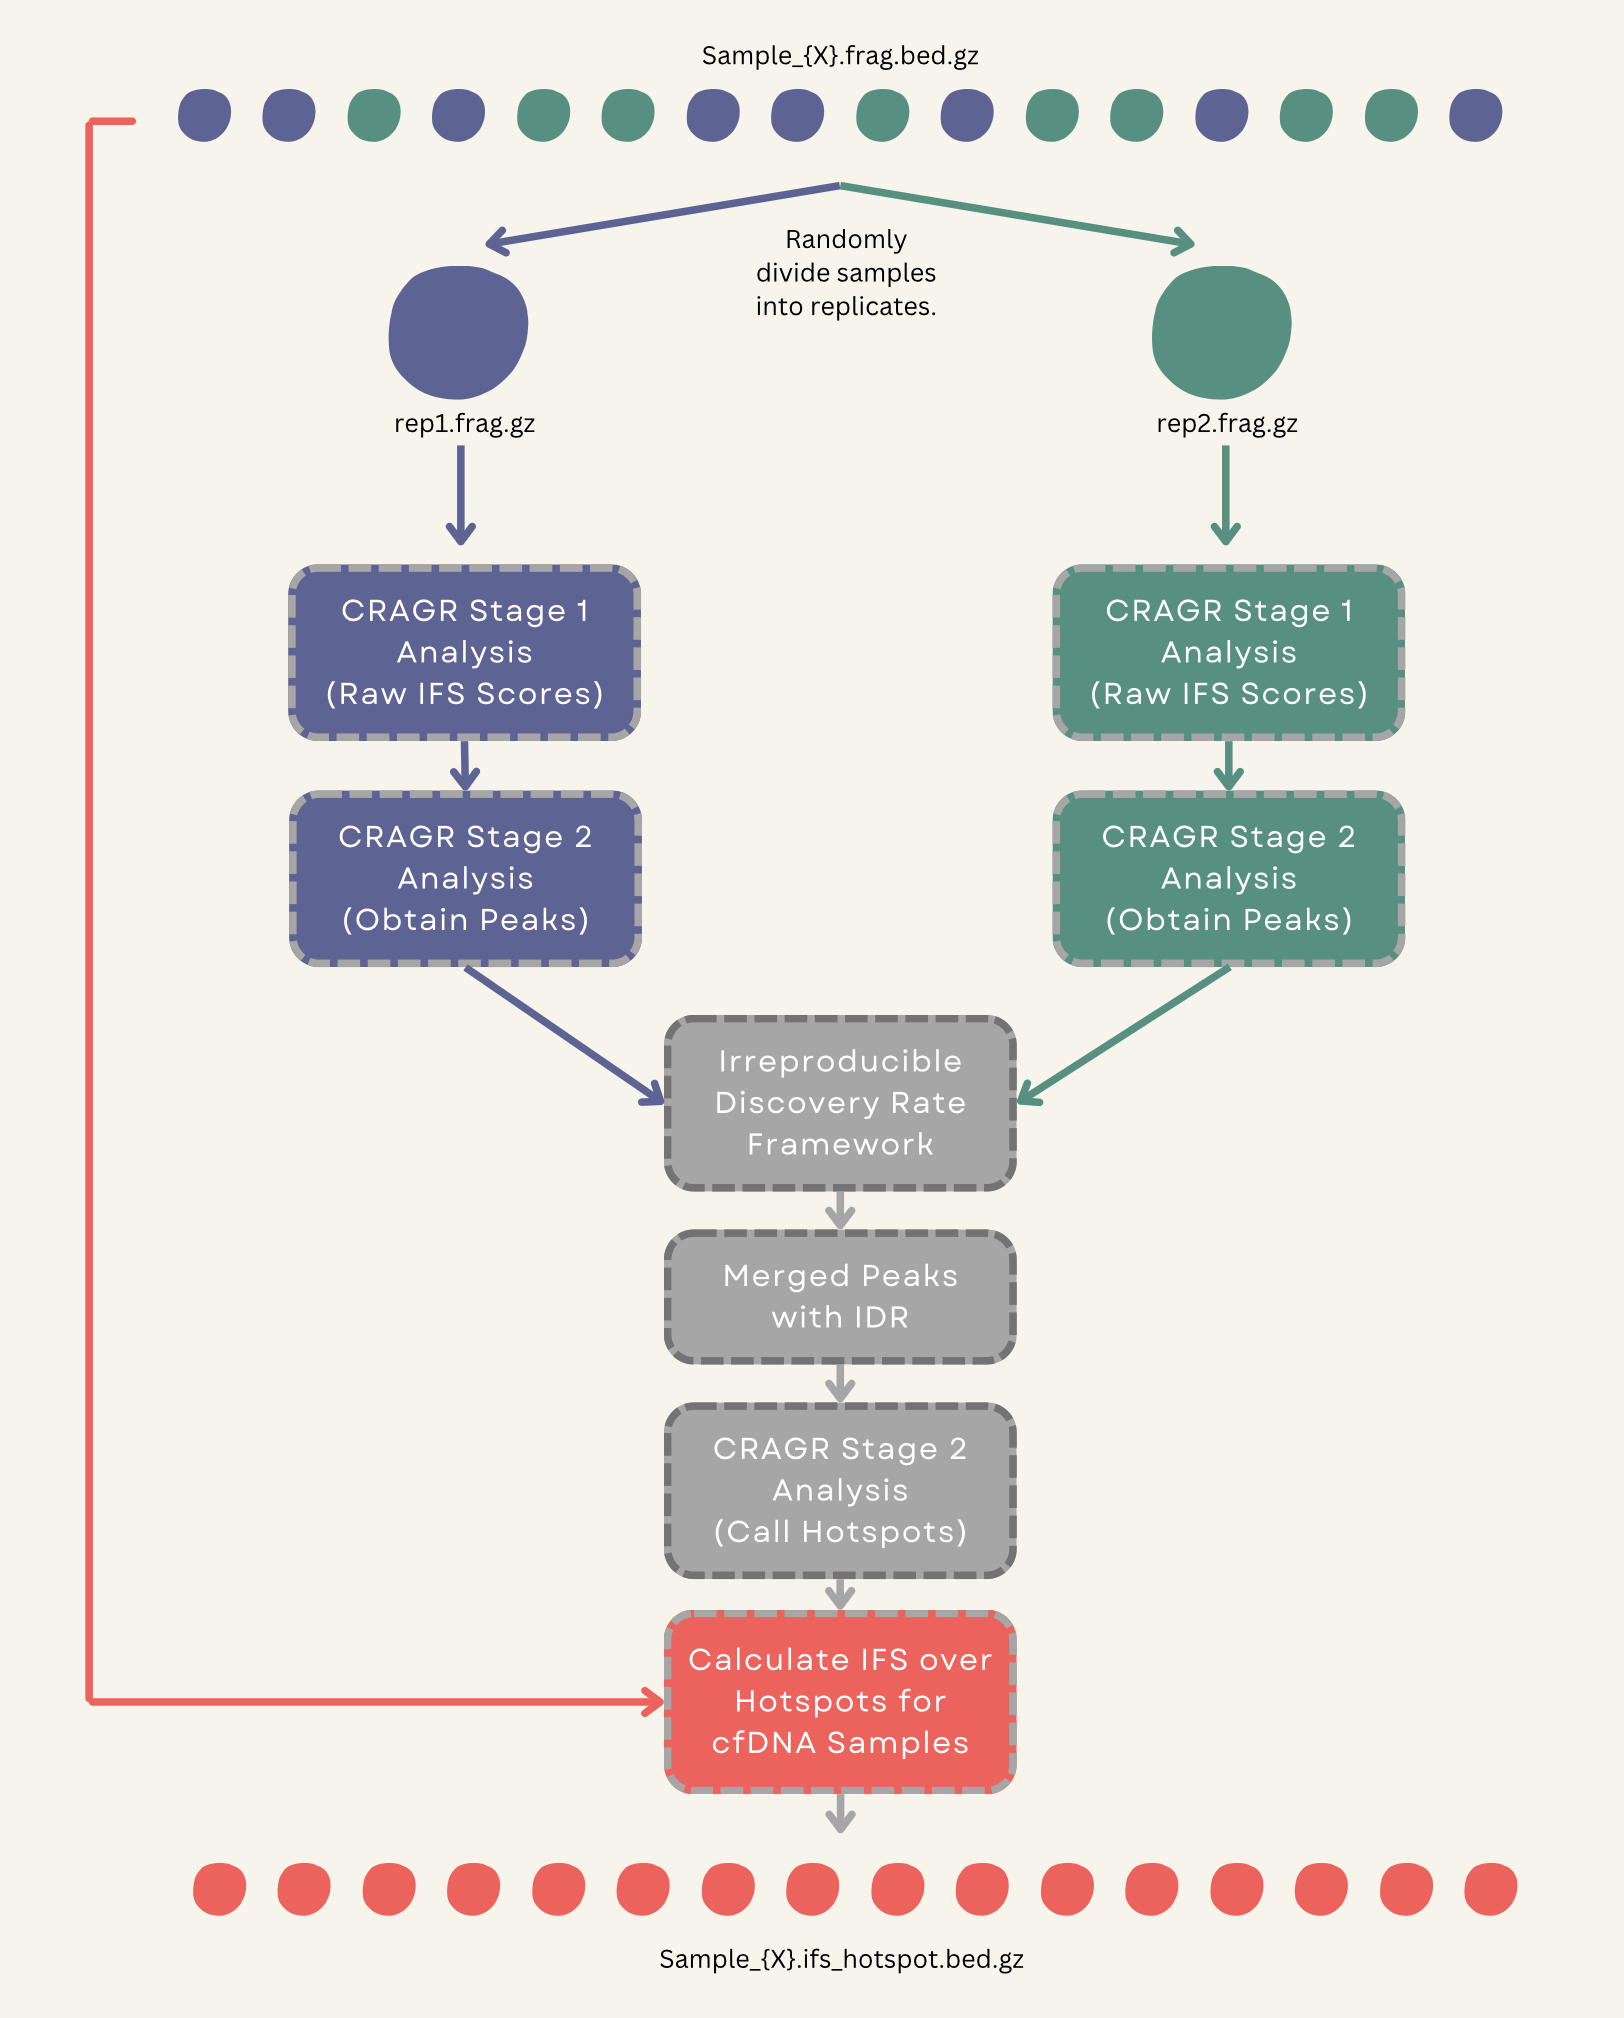 Sample_{X}.frag.bed.gz
Randomly
divide samples
into replicates.
rep1.frag.gz
rep2.frag.gz
CRAGR Stage 1
Analysis
(Raw IFS Scores)
CRAGR Stage 1
Analysis
(Raw IFS Scores)
CRAGR Stage 2
Analysis
(Obtain Peaks)
CRAGR Stage 2
Analysis
(Obtain Peaks)
Irreproducible
Discovery Rate
Framework
Merged Peaks
with IDR
CRAGR Stage 2
Analysis
(Call Hotspots)
Calculate IFS over
Hotspots for
cfDNA Samples
Sample_{X}.ifs_hotspot.bed.gz